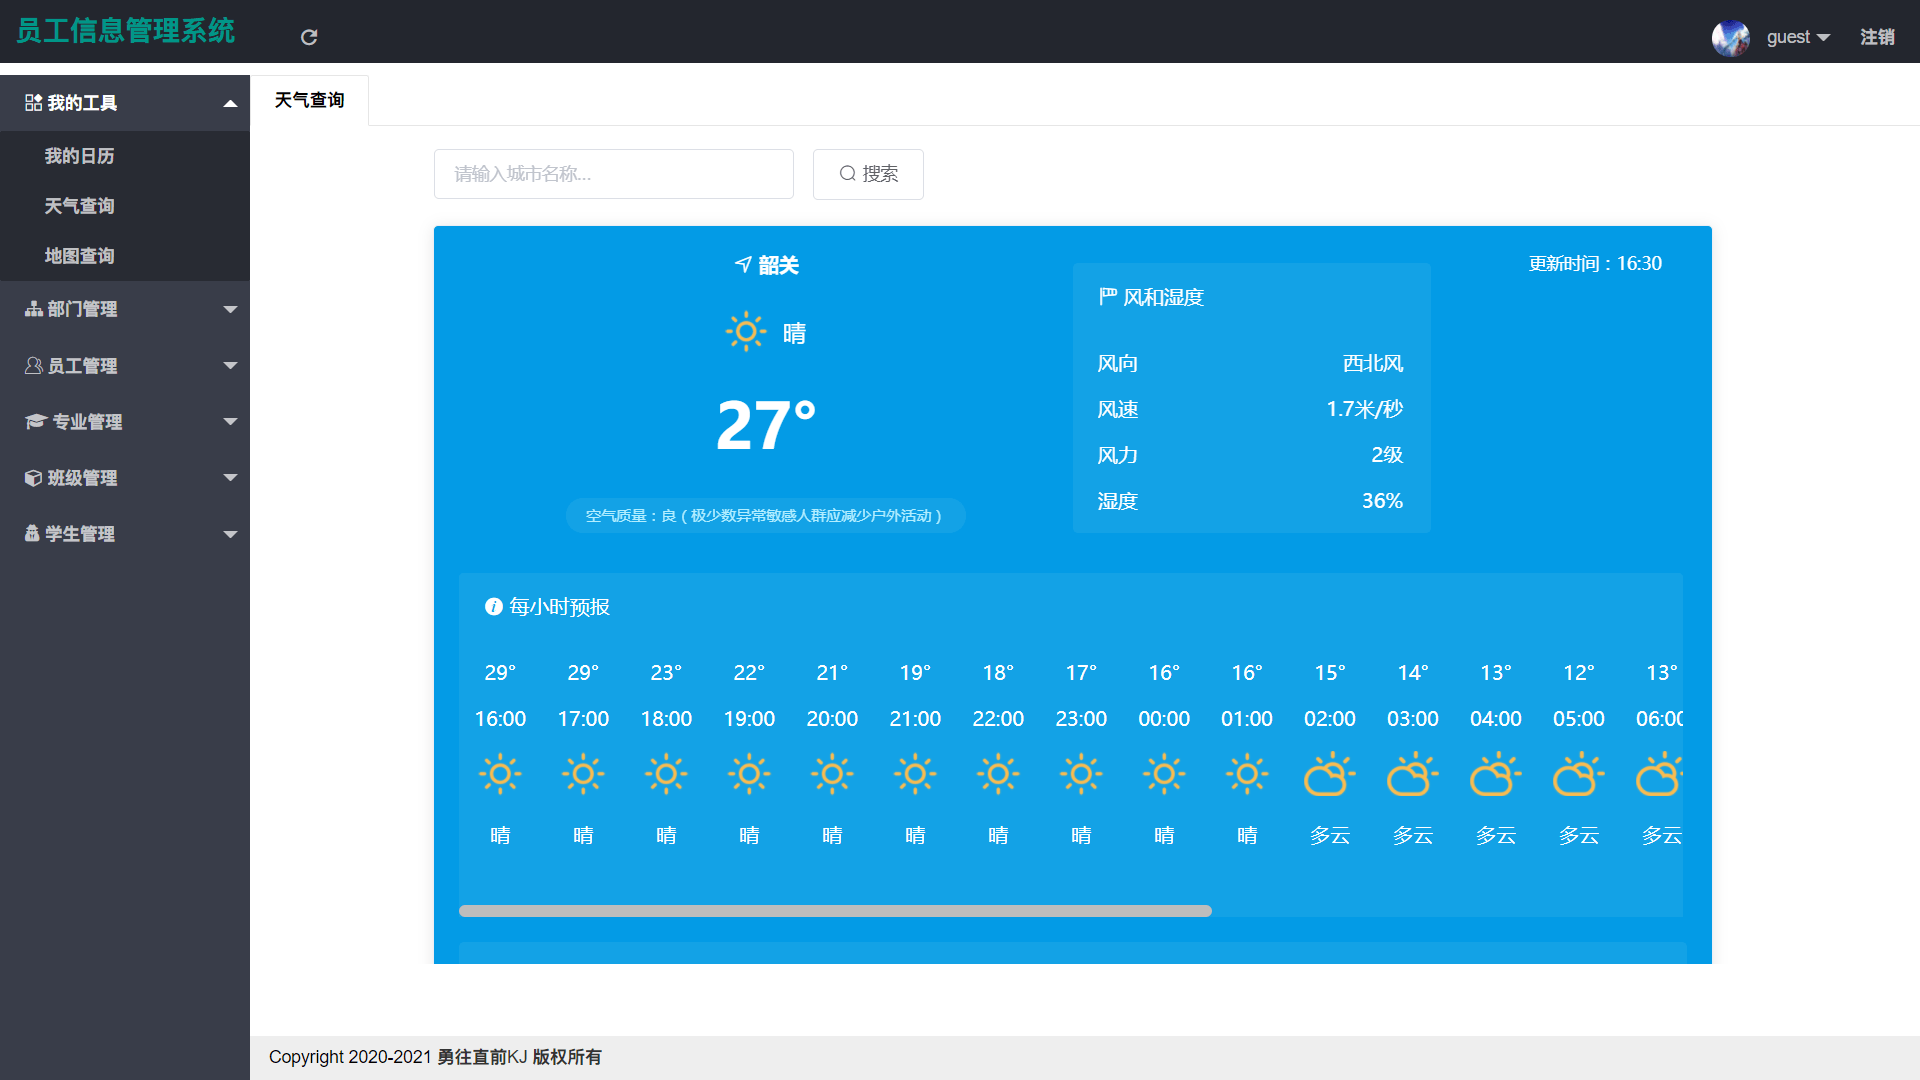 员工信息管理系统
guest
注销
我的工具
我的日历
天气查询
地图查询
部门管理
员工管理
专业管理
班级管理
学生管理
天气查询
请输入城市名称...
搜索
韶关
晴
27°
空气质量：良（极少数异常敏感人群应减少户外活动）
风和湿度
风向 西北风
风速 1.7米/秒
风力 2级
湿度 36%
更新时间：16:30
每小时预报
29° 29° 23° 22° 21° 19° 18° 17° 16° 16° 15° 14° 13° 12° 13°
16:00 17:00 18:00 19:00 20:00 21:00 22:00 23:00 00:00 01:00 02:00 03:00 04:00 05:00 06:00
晴 晴 晴 晴 晴 晴 晴 晴 晴 晴 多云 多云 多云 多云 多云
Copyright 2020-2021 勇往直前KJ 版权所有